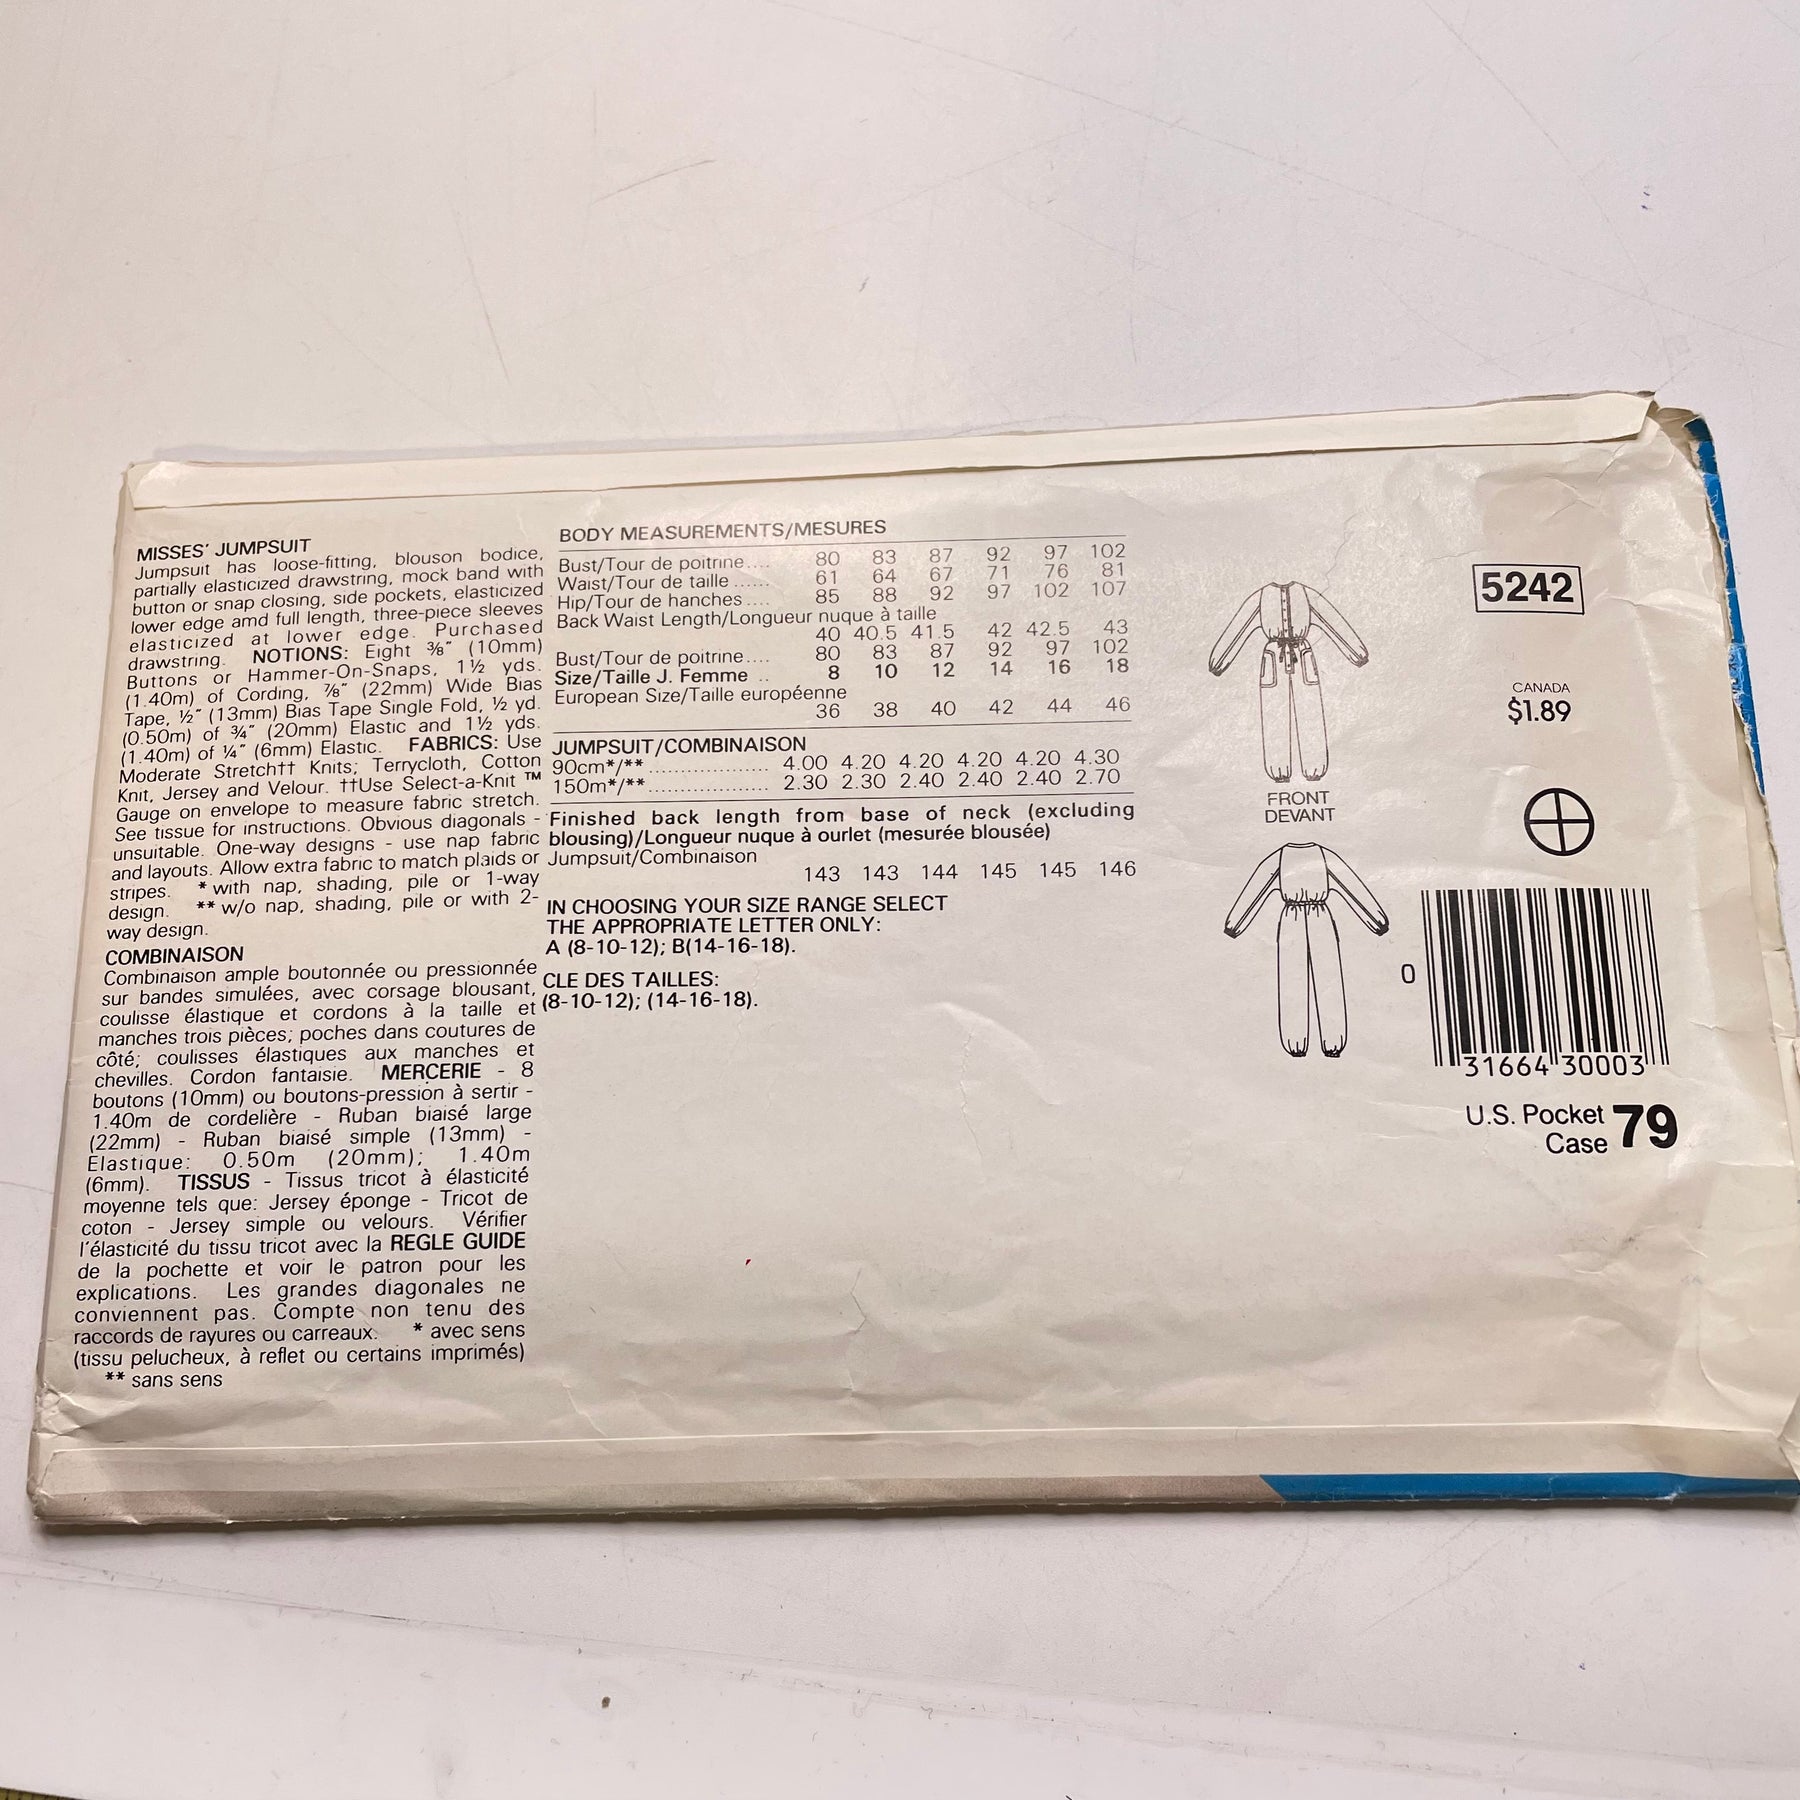 MISSES' JUMPSUIT
Jumpsuit has loose-fitting, blouson bodice,
partially elasticized drawstring, mock band with
button or snap closing, side pockets, elasticized
lower edge amd full length, three-piece sleeves
elasticized at lower edge. Purchased
drawstring. NOTIONS: Eight ⅜" (10mm)
Buttons or Hammer-On-Snaps, 1½ yds.
(1.40m) of Cording, ⅞" (22mm) Wide Bias
Tape, ½" (13mm) Bias Tape Single Fold, ½ yd.
(0.50m) of ¾" (20mm) Elastic and 1½ yds.
(1.40m) of ¼" (6mm) Elastic. FABRICS: Use
Moderate Stretch†† Knits; Terrycloth, Cotton
Knit, Jersey and Velour. ††Use Select-a-Knit ™
Gauge on envelope to measure fabric stretch.
See tissue for instructions. Obvious diagonals -
unsuitable. One-way designs - use nap fabric
and layouts. Allow extra fabric to match plaids or
stripes. * with nap, shading, pile or 1-way
design. ** w/o nap, shading, pile or with 2-
way design.
COMBINAISON
Combinaison ample boutonnée ou pressionnée
sur bandes simulées, avec corsage blousant,
coulisse élastique et cordons à la taille et
manches trois pièces; poches dans coutures de
côté; coulisses élastiques aux manches et
chevilles. Cordon fantaisie. MERCERIE - 8
boutons (10mm) ou boutons-pression à sertir -
1.40m de cordelière - Ruban biaisé large
(22mm) - Ruban biaisé simple (13mm) -
Elastique: 0.50m (20mm); 1.40m
(6mm). TISSUS - Tissus tricot à élasticité
moyenne tels que: Jersey éponge - Tricot de
coton - Jersey simple ou velours. Vérifier
l'élasticité du tissu tricot avec la REGLE GUIDE
de la pochette et voir le patron pour les
explications. Les grandes diagonales ne
conviennent pas. Compte non tenu des
raccords de rayures ou carreaux. * avec sens
(tissu pelucheux, à reflet ou certains imprimés)
** sans sens
BODY MEASUREMENTS/MESURES
Bust/Tour de poitrine.... 80 83 87 92 97 102
Waist/Tour de taille ...... 61 64 67 71 76 81
Hip/Tour de hanches .... 85 88 92 97 102 107
Back Waist Length/Longueur nuque à taille
40 40.5 41.5 42 42.5 43
Bust/Tour de poitrine.... 80 83 87 92 97 102
Size/Taille J. Femme .. 8 10 12 14 16 18
European Size/Taille européenne
36 38 40 42 44 46
JUMPSUIT/COMBINAISON
90cm*/** ................... 4.00 4.20 4.20 4.20 4.20 4.30
150m*/** ................... 2.30 2.30 2.40 2.40 2.40 2.70
Finished back length from base of neck (excluding
blousing)/Longueur nuque à ourlet (mesurée blousée)
Jumpsuit/Combinaison
143 143 144 145 145 146
IN CHOOSING YOUR SIZE RANGE SELECT
THE APPROPRIATE LETTER ONLY:
A (8-10-12); B(14-16-18).
CLE DES TAILLES:
(8-10-12); (14-16-18).
FRONT
DEVANT
5242
CANADA
$1.89
0
31664 30003
U.S. Pocket
Case 79